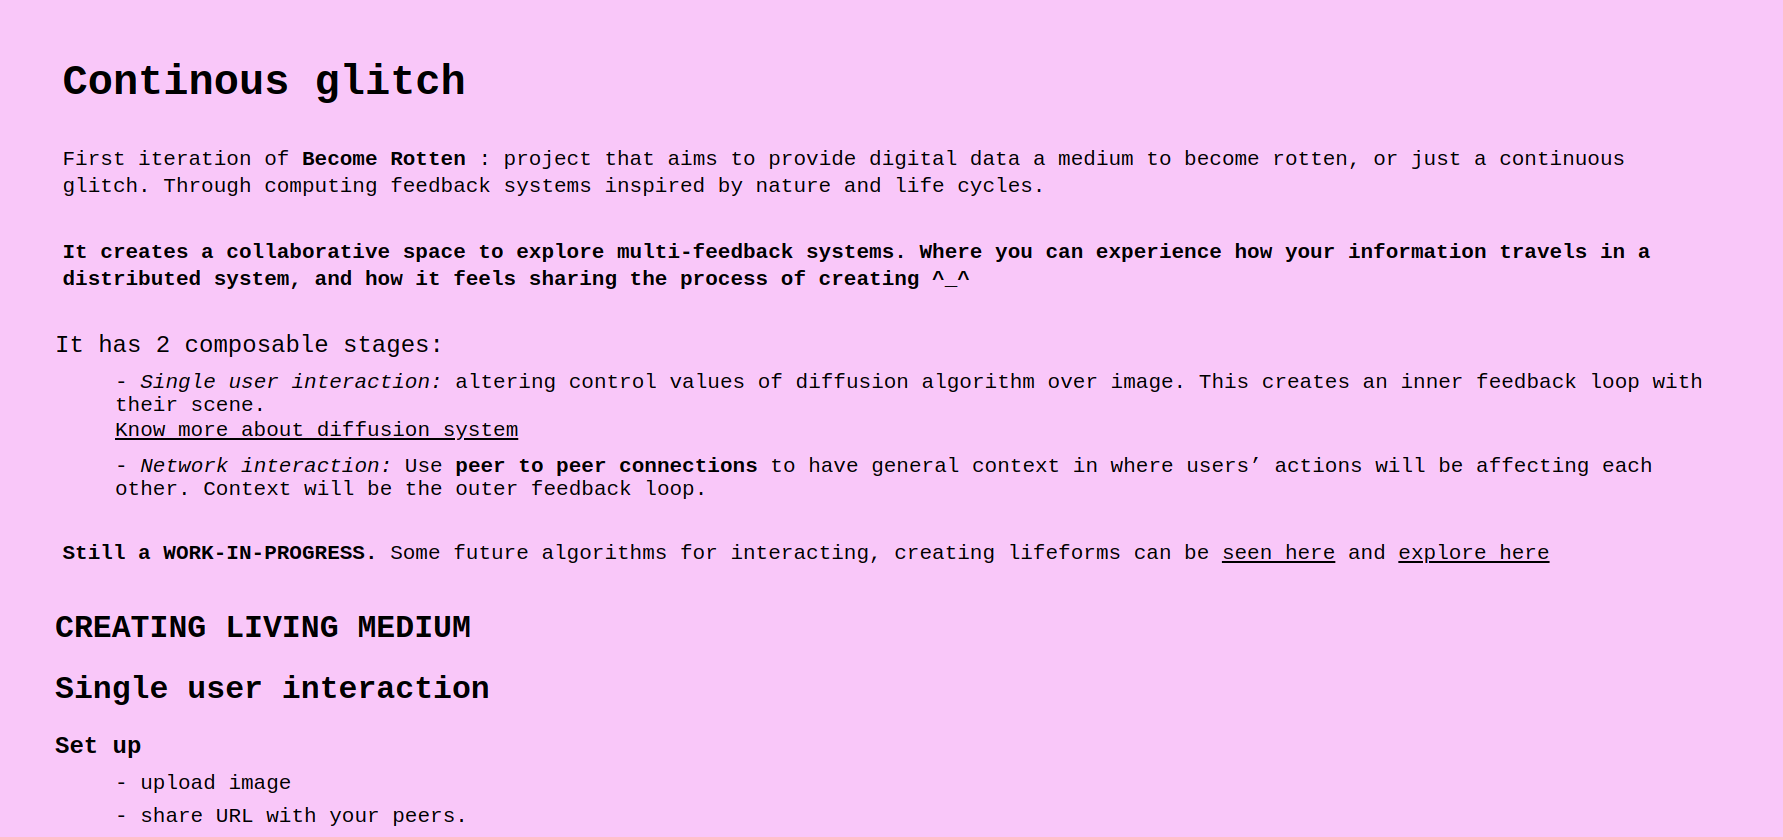 Continous glitch
First iteration of Become Rotten : project that aims to provide digital data a medium to become rotten, or just a continuous
glitch. Through computing feedback systems inspired by nature and life cycles.
It creates a collaborative space to explore multi-feedback systems. Where you can experience how your information travels in a
distributed system, and how it feels sharing the process of creating ^_^
It has 2 composable stages:
- Single user interaction: altering control values of diffusion algorithm over image. This creates an inner feedback loop with
their scene.
Know more about diffusion system
- Network interaction: Use peer to peer connections to have general context in where users’ actions will be affecting each
other. Context will be the outer feedback loop.
Still a WORK-IN-PROGRESS. Some future algorithms for interacting, creating lifeforms can be seen here and explore here
CREATING LIVING MEDIUM
Single user interaction
Set up
- upload image
- share URL with your peers.